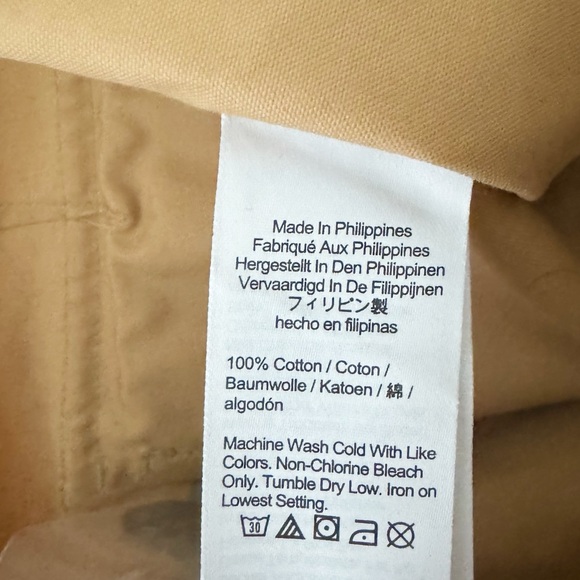 Made In Philippines
Fabriqué Aux Philippines
Hergestellt In Den Philippinen
Vervaardigd In De Filippijnen
フィリピン製
hecho en filipinas
100% Cotton / Coton /
Baumwolle / Katoen / 綿 /
algodón
Machine Wash Cold With Like
Colors. Non-Chlorine Bleach
Only. Tumble Dry Low. Iron on
Lowest Setting.
30